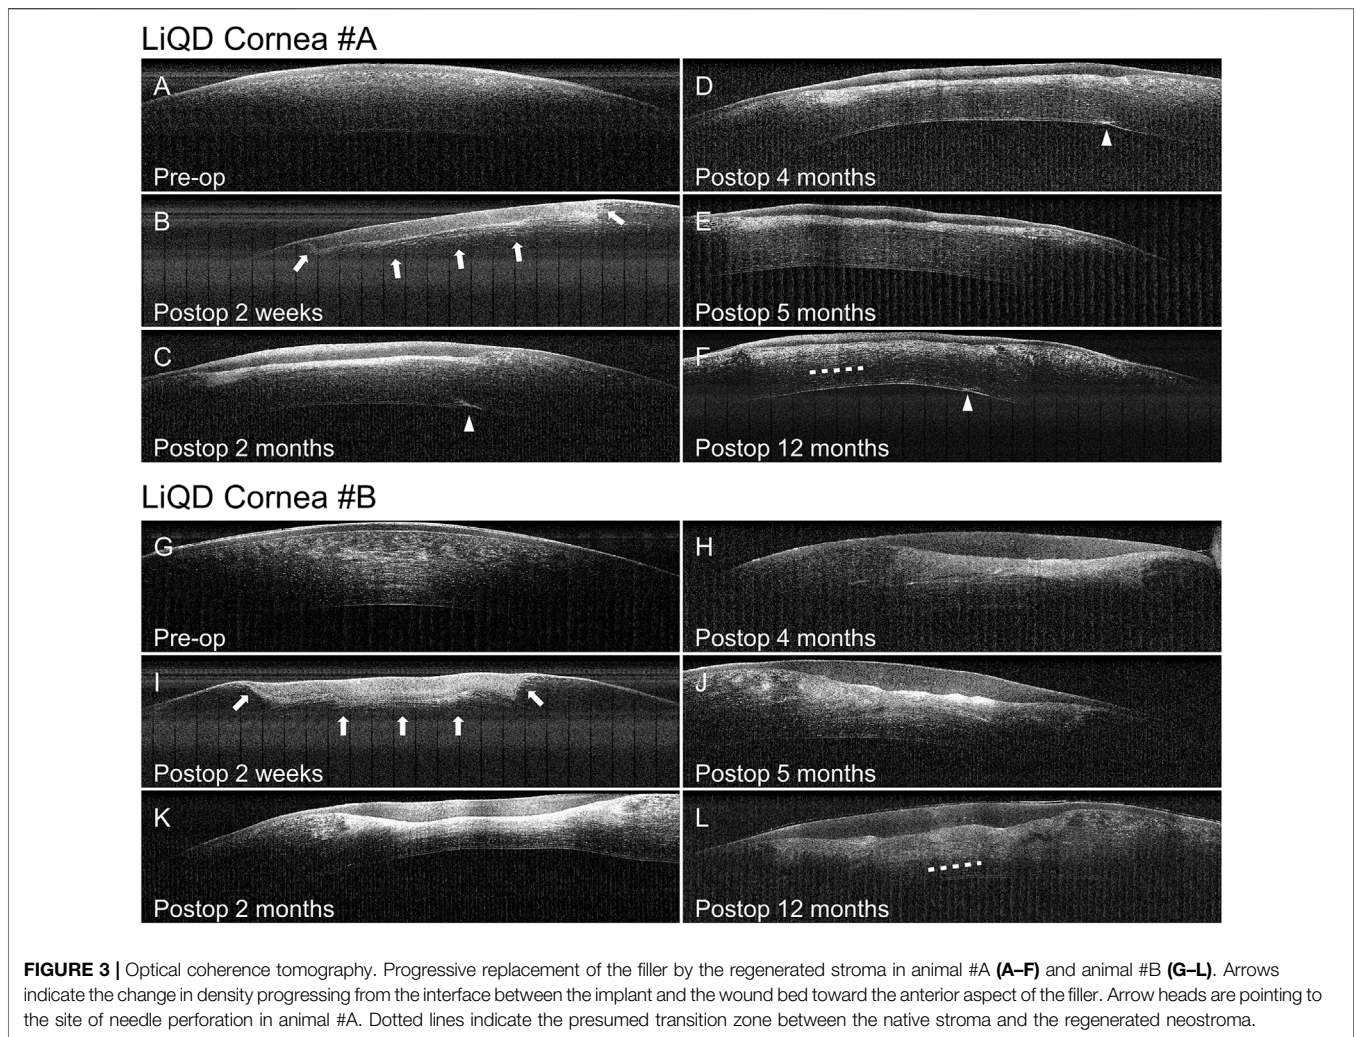 LiQD Cornea #A
A
Pre-op
B
Postop 2 weeks
C
Postop 2 months
D
Postop 4 months
E
Postop 5 months
F
Postop 12 months
LiQD Cornea #B
G
Pre-op
H
Postop 4 months
I
Postop 2 weeks
J
Postop 5 months
K
Postop 2 months
L
Postop 12 months
FIGURE 3 | Optical coherence tomography. Progressive replacement of the filler by the regenerated stroma in animal #A (A–F) and animal #B (G–L). Arrows
indicate the change in density progressing from the interface between the implant and the wound bed toward the anterior aspect of the filler. Arrow heads are pointing to
the site of needle perforation in animal #A. Dotted lines indicate the presumed transition zone between the native stroma and the regenerated neostroma.